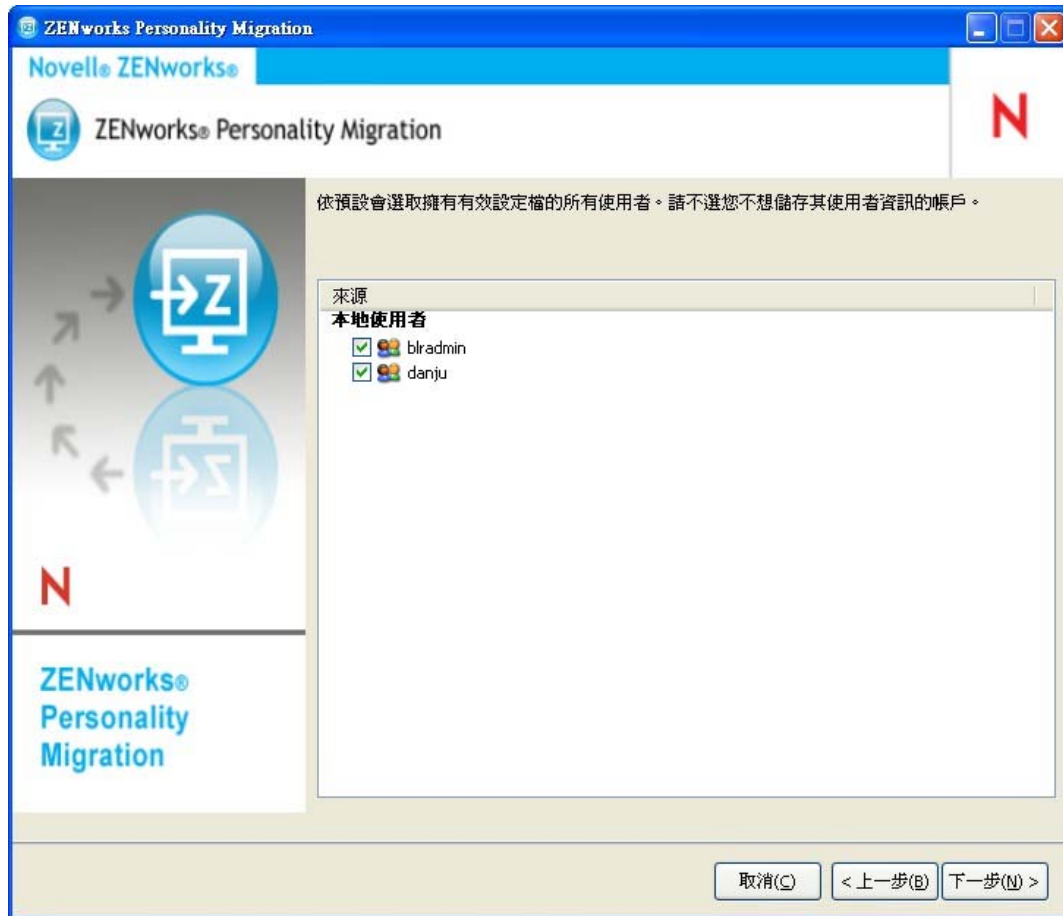 ZENworks Personality Migration
Novell® ZENworks®
ZENworks® Personality Migration
N
依預設會選取擁有有效設定檔的所有使用者。請不選您不想儲存其使用者資訊的帳戶。
來源
本地使用者
blradmin
danju
Z
N
ZENworks®
Personality
Migration
取消(C)
< 上一步(B)
下一步(N) >